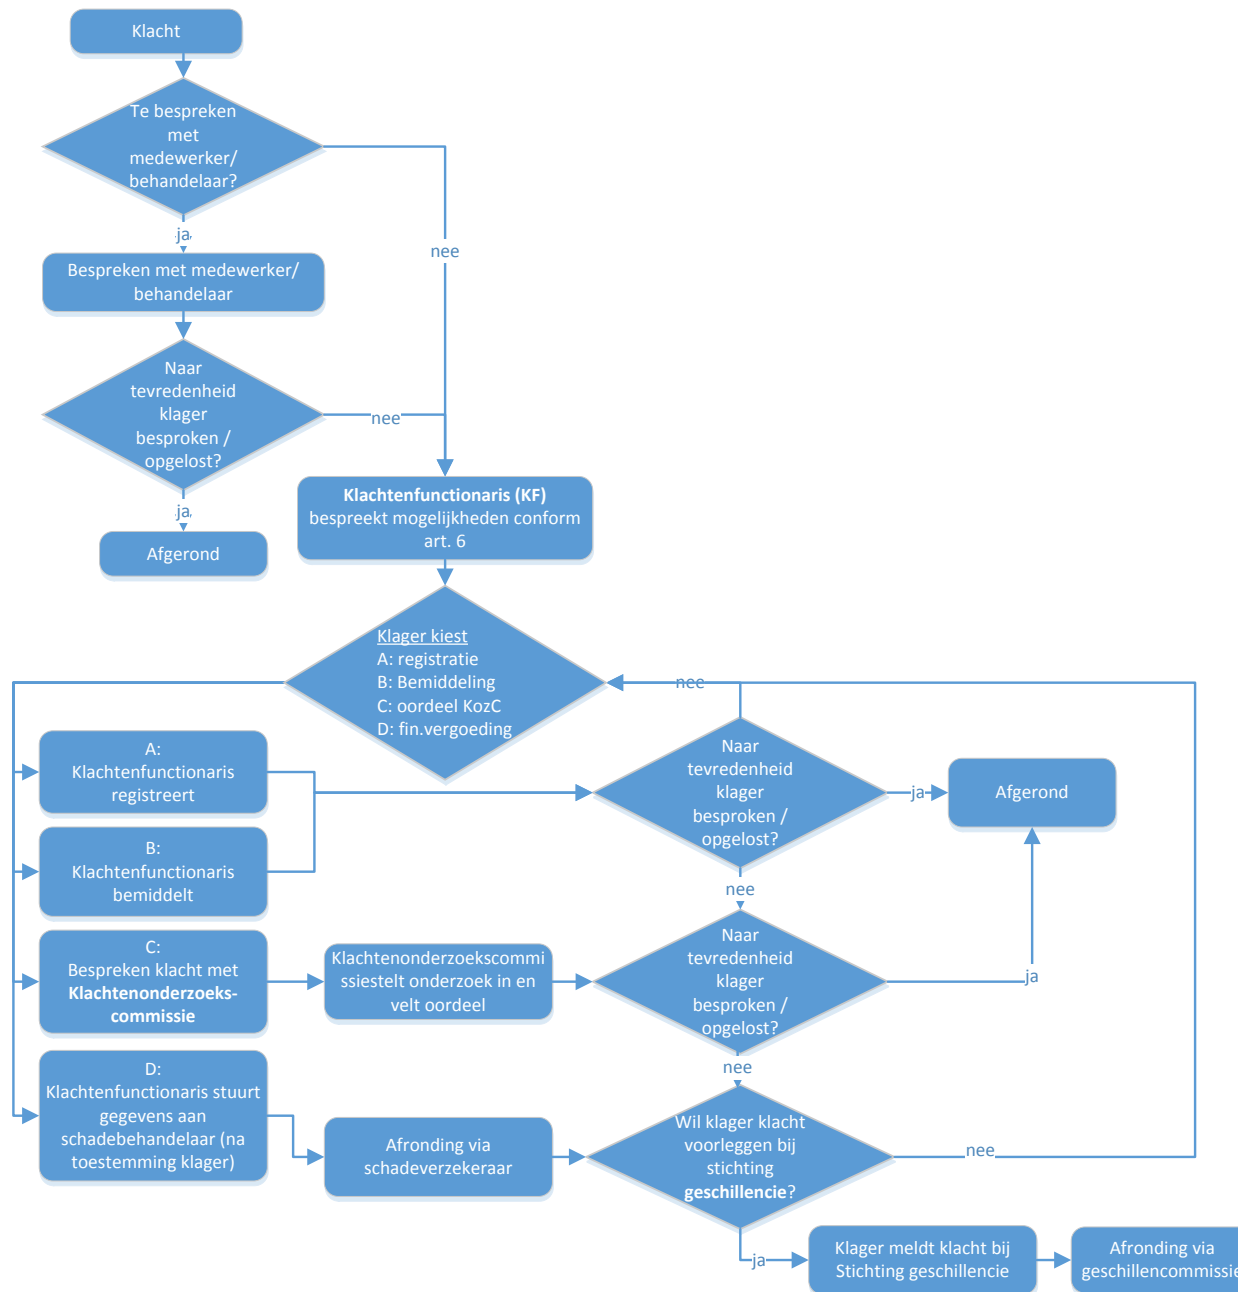 Klacht
Te bespreken
met
medewerker/
behandelaar?
ja
nee
Bespreken met medewerker/
behandelaar
Naar
tevredenheid
klager
besproken /
opgelost?
nee
ja
Afgerond
Klachtenfunctionaris (KF)
bespreekt mogelijkheden conform
art. 6
Klager kiest
A: registratie
B: Bemiddeling
C: oordeel KozC
D: fin.vergoeding
nee
A:
Klachtenfunctionaris
registreert
Naar
tevredenheid
klager
besproken /
opgelost?
ja
Afgerond
B:
Klachtenfunctionaris
bemiddelt
nee
C:
Bespreken klacht met
Klachtenonderzoeks-
commissie
Klachtenonderzoekscommi
ssiestelt onderzoek in en
velt oordeel
Naar
tevredenheid
klager
besproken /
opgelost?
ja
nee
D:
Klachtenfunctionaris stuurt
gegevens aan
schadebehandelaar (na
toestemming klager)
Afronding via
schadeverzekeraar
Wil klager klacht
voorleggen bij
stichting
geschillencie?
nee
ja
Klager meldt klacht bij
Stichting geschillencie
Afronding via
geschillencommissie